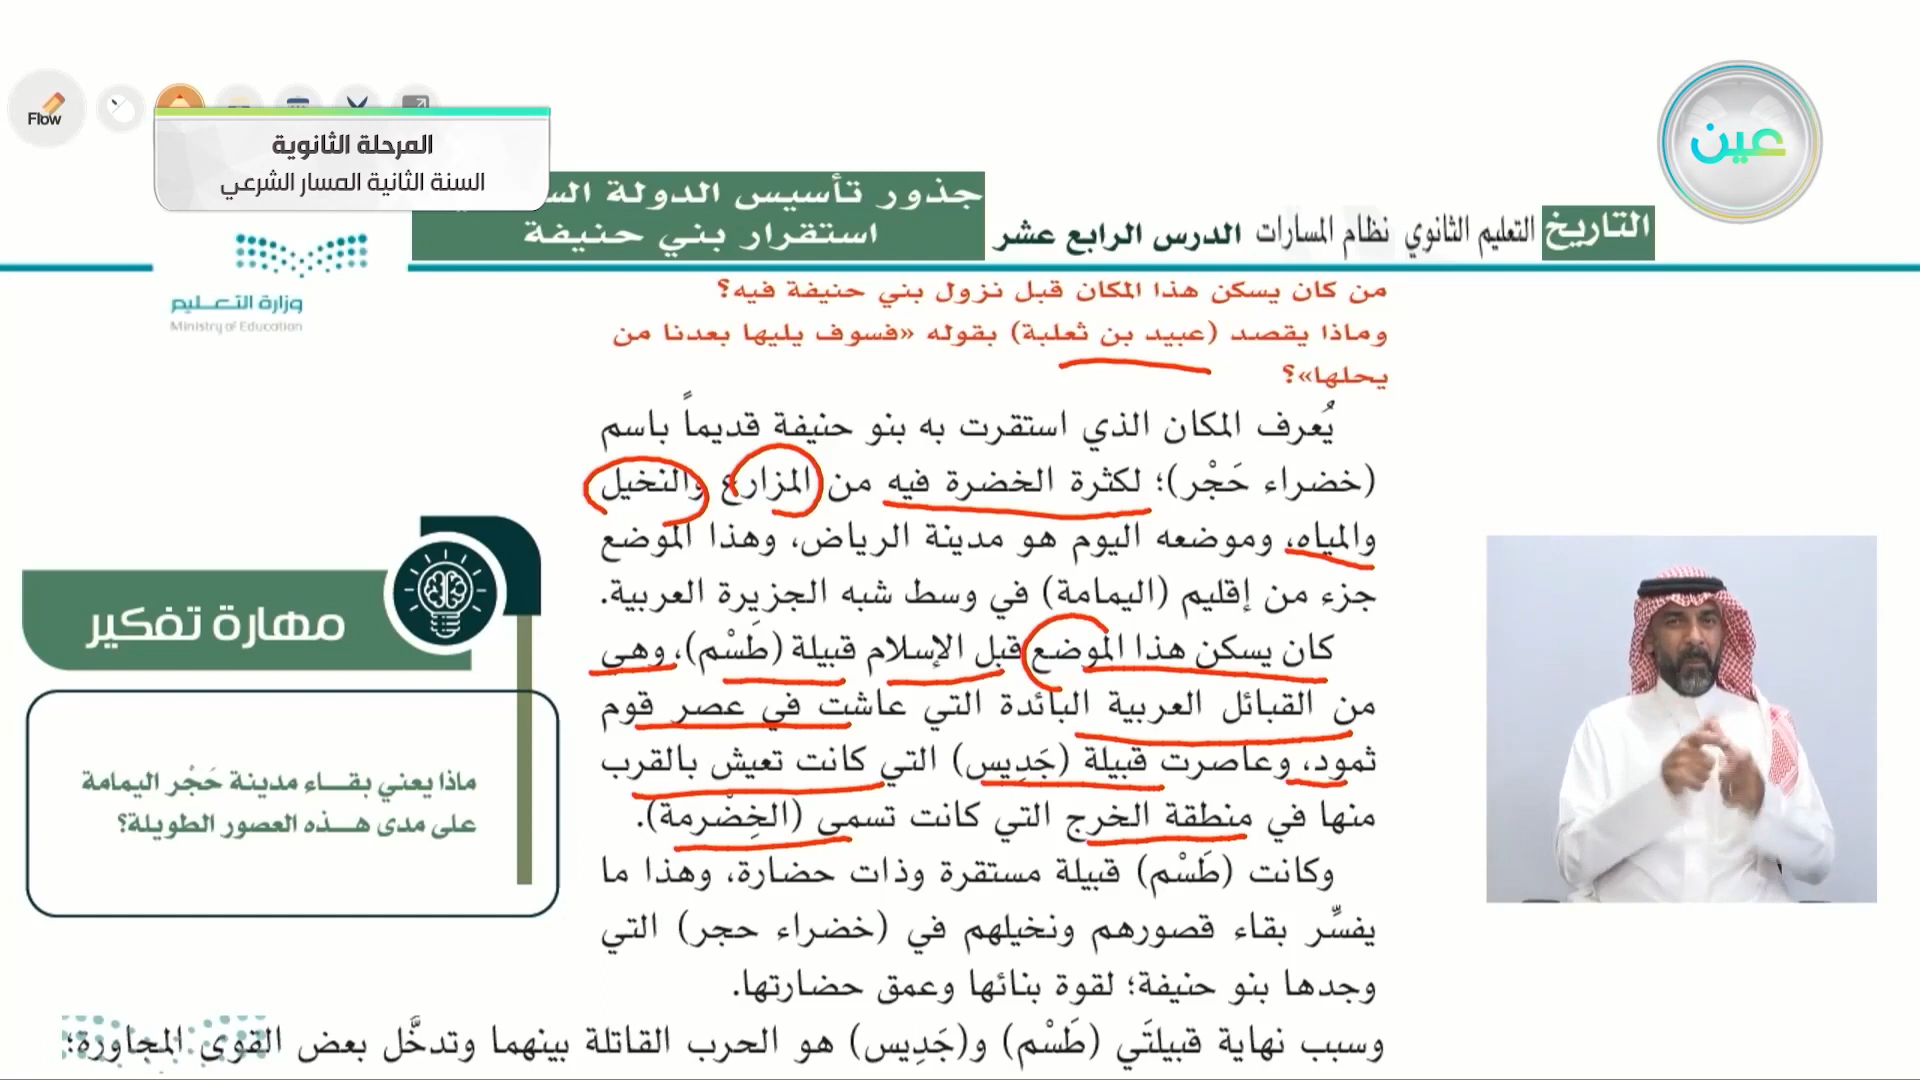 Flow
المرحلة الثانوية
السنة الثانية المسار الشرعي
عين
التاريخ التعليم الثانوي نظام المسارات الدرس الرابع عشر
جذور تأسيس الدولة
استقرار بني حنيفة
وزارة التعليم
Ministry of Education
من كان يسكن هذا المكان قبل نزول بني حنيفة فيه؟
وماذا يقصد (عبيد بن ثعلبة) بقوله «فسوف يليها بعدنا من
يحلها»؟
يُعرف المكان الذي استقرت به بنو حنيفة قديماً باسم
(خضراء حَجْر)؛ لكثرة الخضرة فيه من المزارع والنخيل
والمياه، وموضعه اليوم هو مدينة الرياض، وهذا الموضع
جزء من إقليم (اليمامة) في وسط شبه الجزيرة العربية.
كان يسكن هذا الموضع قبل الإسلام قبيلة (طَسْم)، وهي
من القبائل العربية البائدة التي عاشت في عصر قوم
ثمود، وعاصرت قبيلة (جَدِيس) التي كانت تعيش بالقرب
منها في منطقة الخرج التي كانت تسمى (الخِضْرمة).
وكانت (طَسْم) قبيلة مستقرة وذات حضارة، وهذا ما
يفسِّر بقاء قصورهم ونخيلهم في (خضراء حجر) التي
وجدها بنو حنيفة؛ لقوة بنائها وعمق حضارتها.
وسبب نهاية قبيلتَي (طَسْم) و(جَدِيس) هو الحرب القاتلة بينهما وتدخَّل بعض القوى المجاورة؛
مهارة تفكير
ماذا يعني بقاء مدينة حَجْر اليمامة
على مدى هذه العصور الطويلة؟